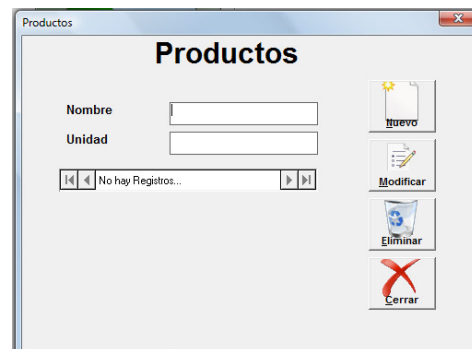 Productos
Productos
Nombre
Unidad
No hay Registros...
Nuevo
Modificar
Eliminar
Cerrar